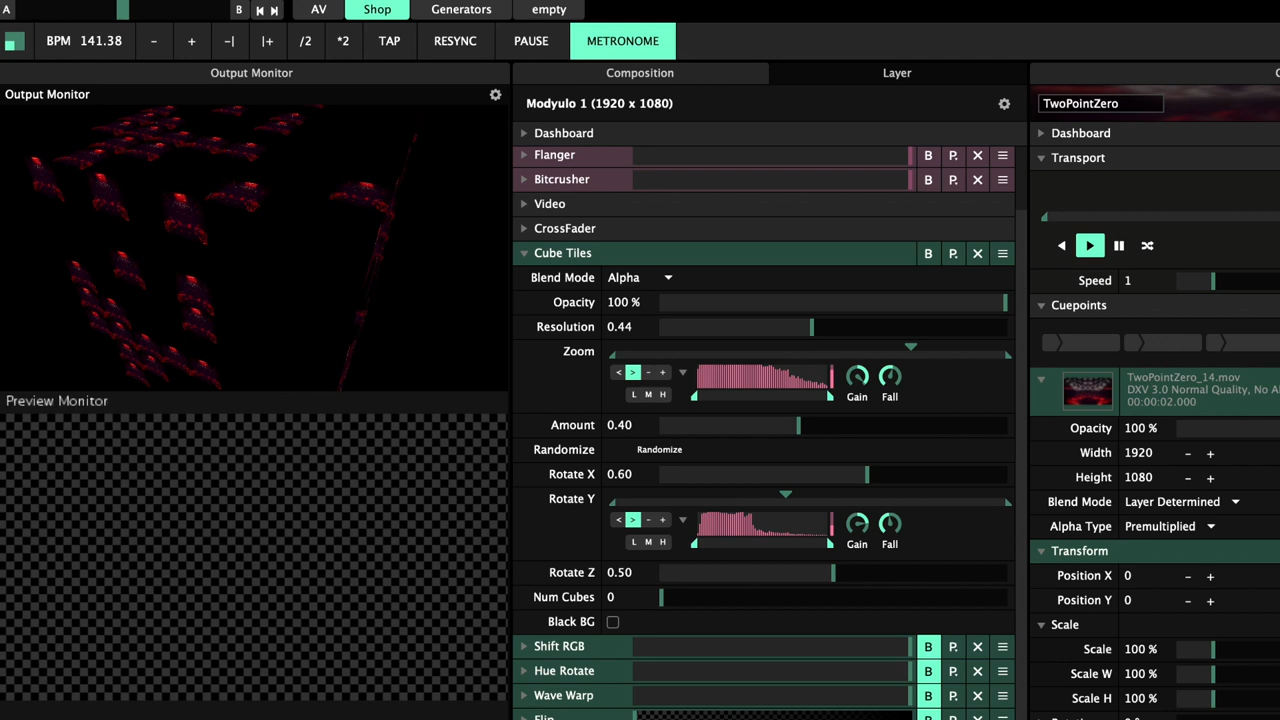 A B AV Shop Generators empty
BPM 141.38 - + -| |+ /2 *2 TAP RESYNC PAUSE METRONOME
Output Monitor
Output Monitor
Preview Monitor
Composition Layer
Modyulo 1 (1920 x 1080)
Dashboard
Flanger B P. X
Bitcrusher B P. X
Video
CrossFader
Cube Tiles B P. X
Blend Mode Alpha
Opacity 100 %
Resolution 0.44
Zoom
< > - +
L M H
Gain Fall
Amount 0.40
Randomize Randomize
Rotate X 0.60
Rotate Y
< > - +
L M H
Gain Fall
Rotate Z 0.50
Num Cubes 0
Black BG
Shift RGB B P. X
Hue Rotate B P. X
Wave Warp B P. X
TwoPointZero
Dashboard
Transport
Speed 1
Cuepoints
TwoPointZero_14.mov
DXV 3.0 Normal Quality, No Al
00:00:02.000
Opacity 100 %
Width 1920 - +
Height 1080 - +
Blend Mode Layer Determined
Alpha Type Premultiplied
Transform
Position X 0 - +
Position Y 0 - +
Scale
Scale 100 %
Scale W 100 %
Scale H 100 %